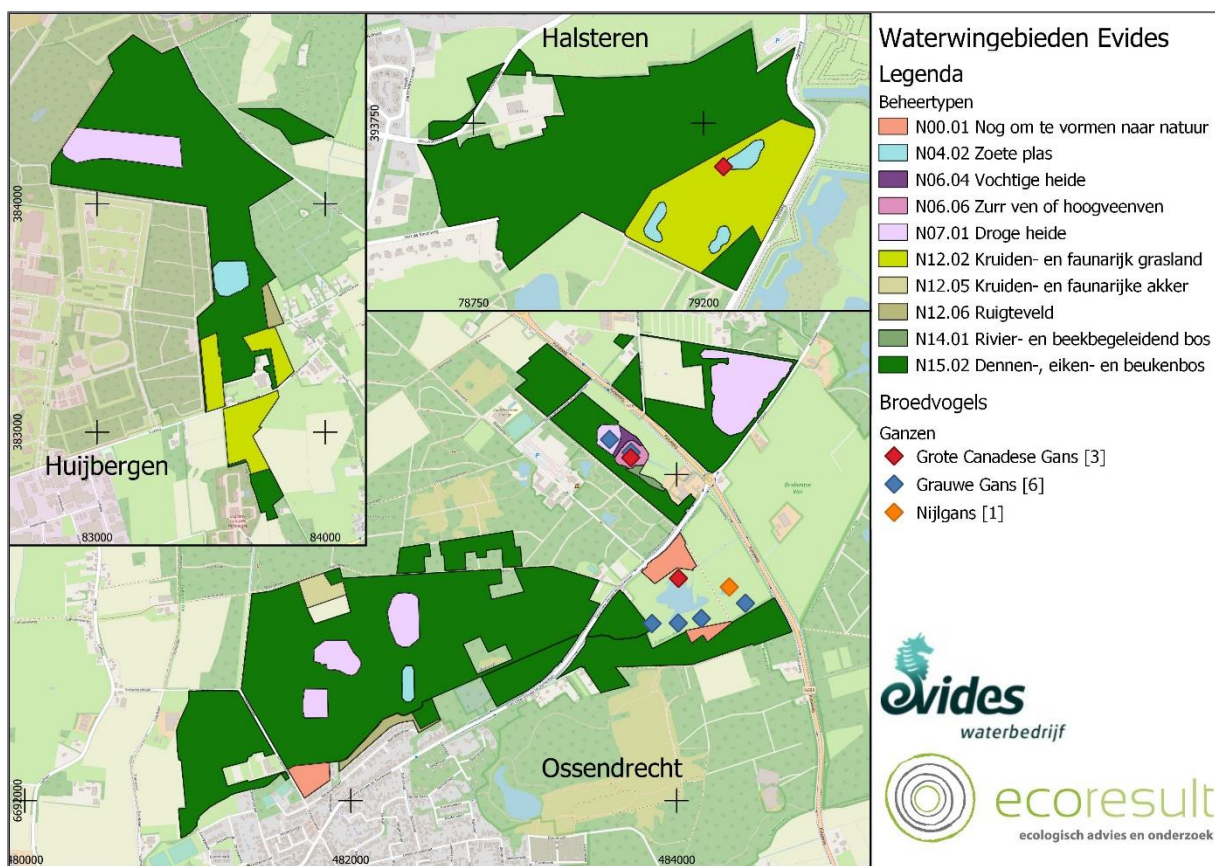 Halsteren
393750
78750
79200
384000
383000
Huijbergen
83000
84000
Ossendrecht
6692000
480000
482000
484000
Waterwingebieden Evides
Legenda
Beheertypen
N00.01 Nog om te vormen naar natuur
N04.02 Zoete plas
N06.04 Vochtige heide
N06.06 Zurr ven of hoogveenven
N07.01 Droge heide
N12.02 Kruiden- en faunarijk grasland
N12.05 Kruiden- en faunarijke akker
N12.06 Ruigteveld
N14.01 Rivier- en beekbegeleidend bos
N15.02 Dennen-, eiken- en beukenbos
Broedvogels
Ganzen
Grote Canadese Gans [3]
Grauwe Gans [6]
Nijlgans [1]
evides
waterbedrijf
ecoresult
ecologisch advies en onderzoek